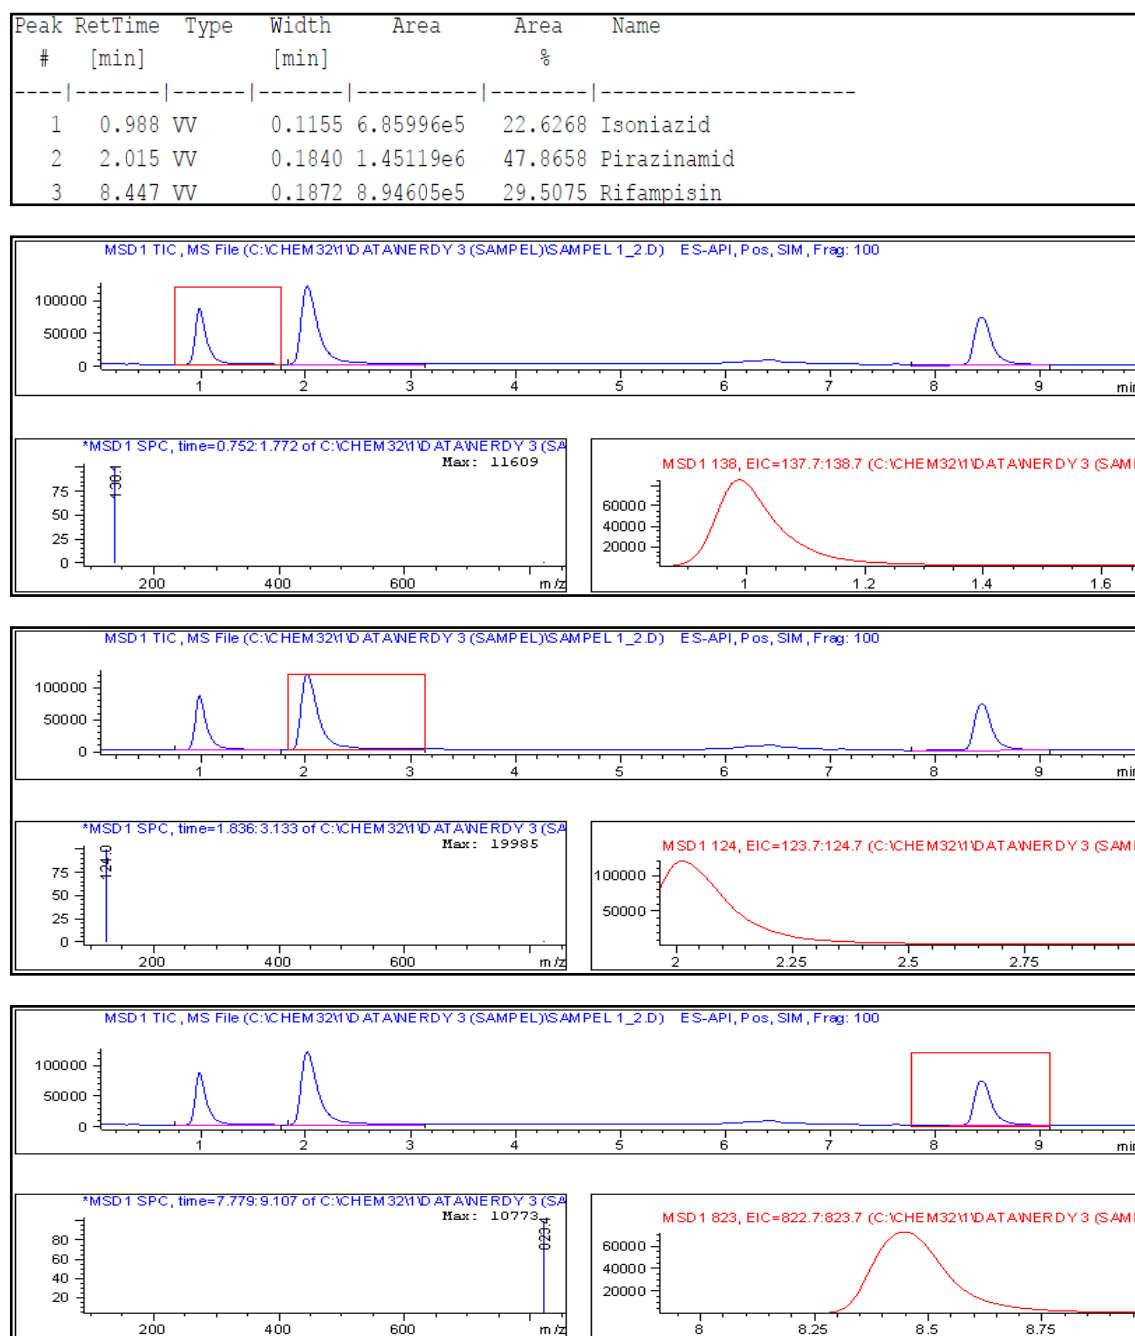 Peak RetTime Type Width Area Area Name
# [min] [min] %
----|-------|------|-------|----------|--------|---------------------
1 0.988 VV 0.1155 6.85996e5 22.6268 Isoniazid
2 2.015 VV 0.1840 1.45119e6 47.8658 Pirazinamid
3 8.447 VV 0.1872 8.94605e5 29.5075 Rifampisin
MSD1 TIC, MS File (C:\CHEM32\1\DATA\NERDY 3 (SAMPEL)\SAMPEL 1_2.D) ES-API, Pos, SIM, Frag: 100
100000
50000
0
1 2 3 4 5 6 7 8 9 min
*MSD1 SPC, time=0.752:1.772 of C:\CHEM32\1\DATA\NERDY 3 (SA
Max: 11609
138.1
75
50
25
0
200 400 600 m/z
MSD1 138, EIC=137.7:138.7 (C:\CHEM32\1\DATA\NERDY 3 (SAM
60000
40000
20000
1 1.2 1.4 1.6
MSD1 TIC, MS File (C:\CHEM32\1\DATA\NERDY 3 (SAMPEL)\SAMPEL 1_2.D) ES-API, Pos, SIM, Frag: 100
100000
50000
0
1 2 3 4 5 6 7 8 9 min
*MSD1 SPC, time=1.836:3.133 of C:\CHEM32\1\DATA\NERDY 3 (SA
Max: 19985
124.0
75
50
25
0
200 400 600 m/z
MSD1 124, EIC=123.7:124.7 (C:\CHEM32\1\DATA\NERDY 3 (SAM
100000
50000
2 2.25 2.5 2.75
MSD1 TIC, MS File (C:\CHEM32\1\DATA\NERDY 3 (SAMPEL)\SAMPEL 1_2.D) ES-API, Pos, SIM, Frag: 100
100000
50000
0
1 2 3 4 5 6 7 8 9 min
*MSD1 SPC, time=7.779:9.107 of C:\CHEM32\1\DATA\NERDY 3 (SA
Max: 10773
823.4
80
60
40
20
200 400 600 m/z
MSD1 823, EIC=822.7:823.7 (C:\CHEM32\1\DATA\NERDY 3 (SAM
60000
40000
20000
8 8.25 8.5 8.75